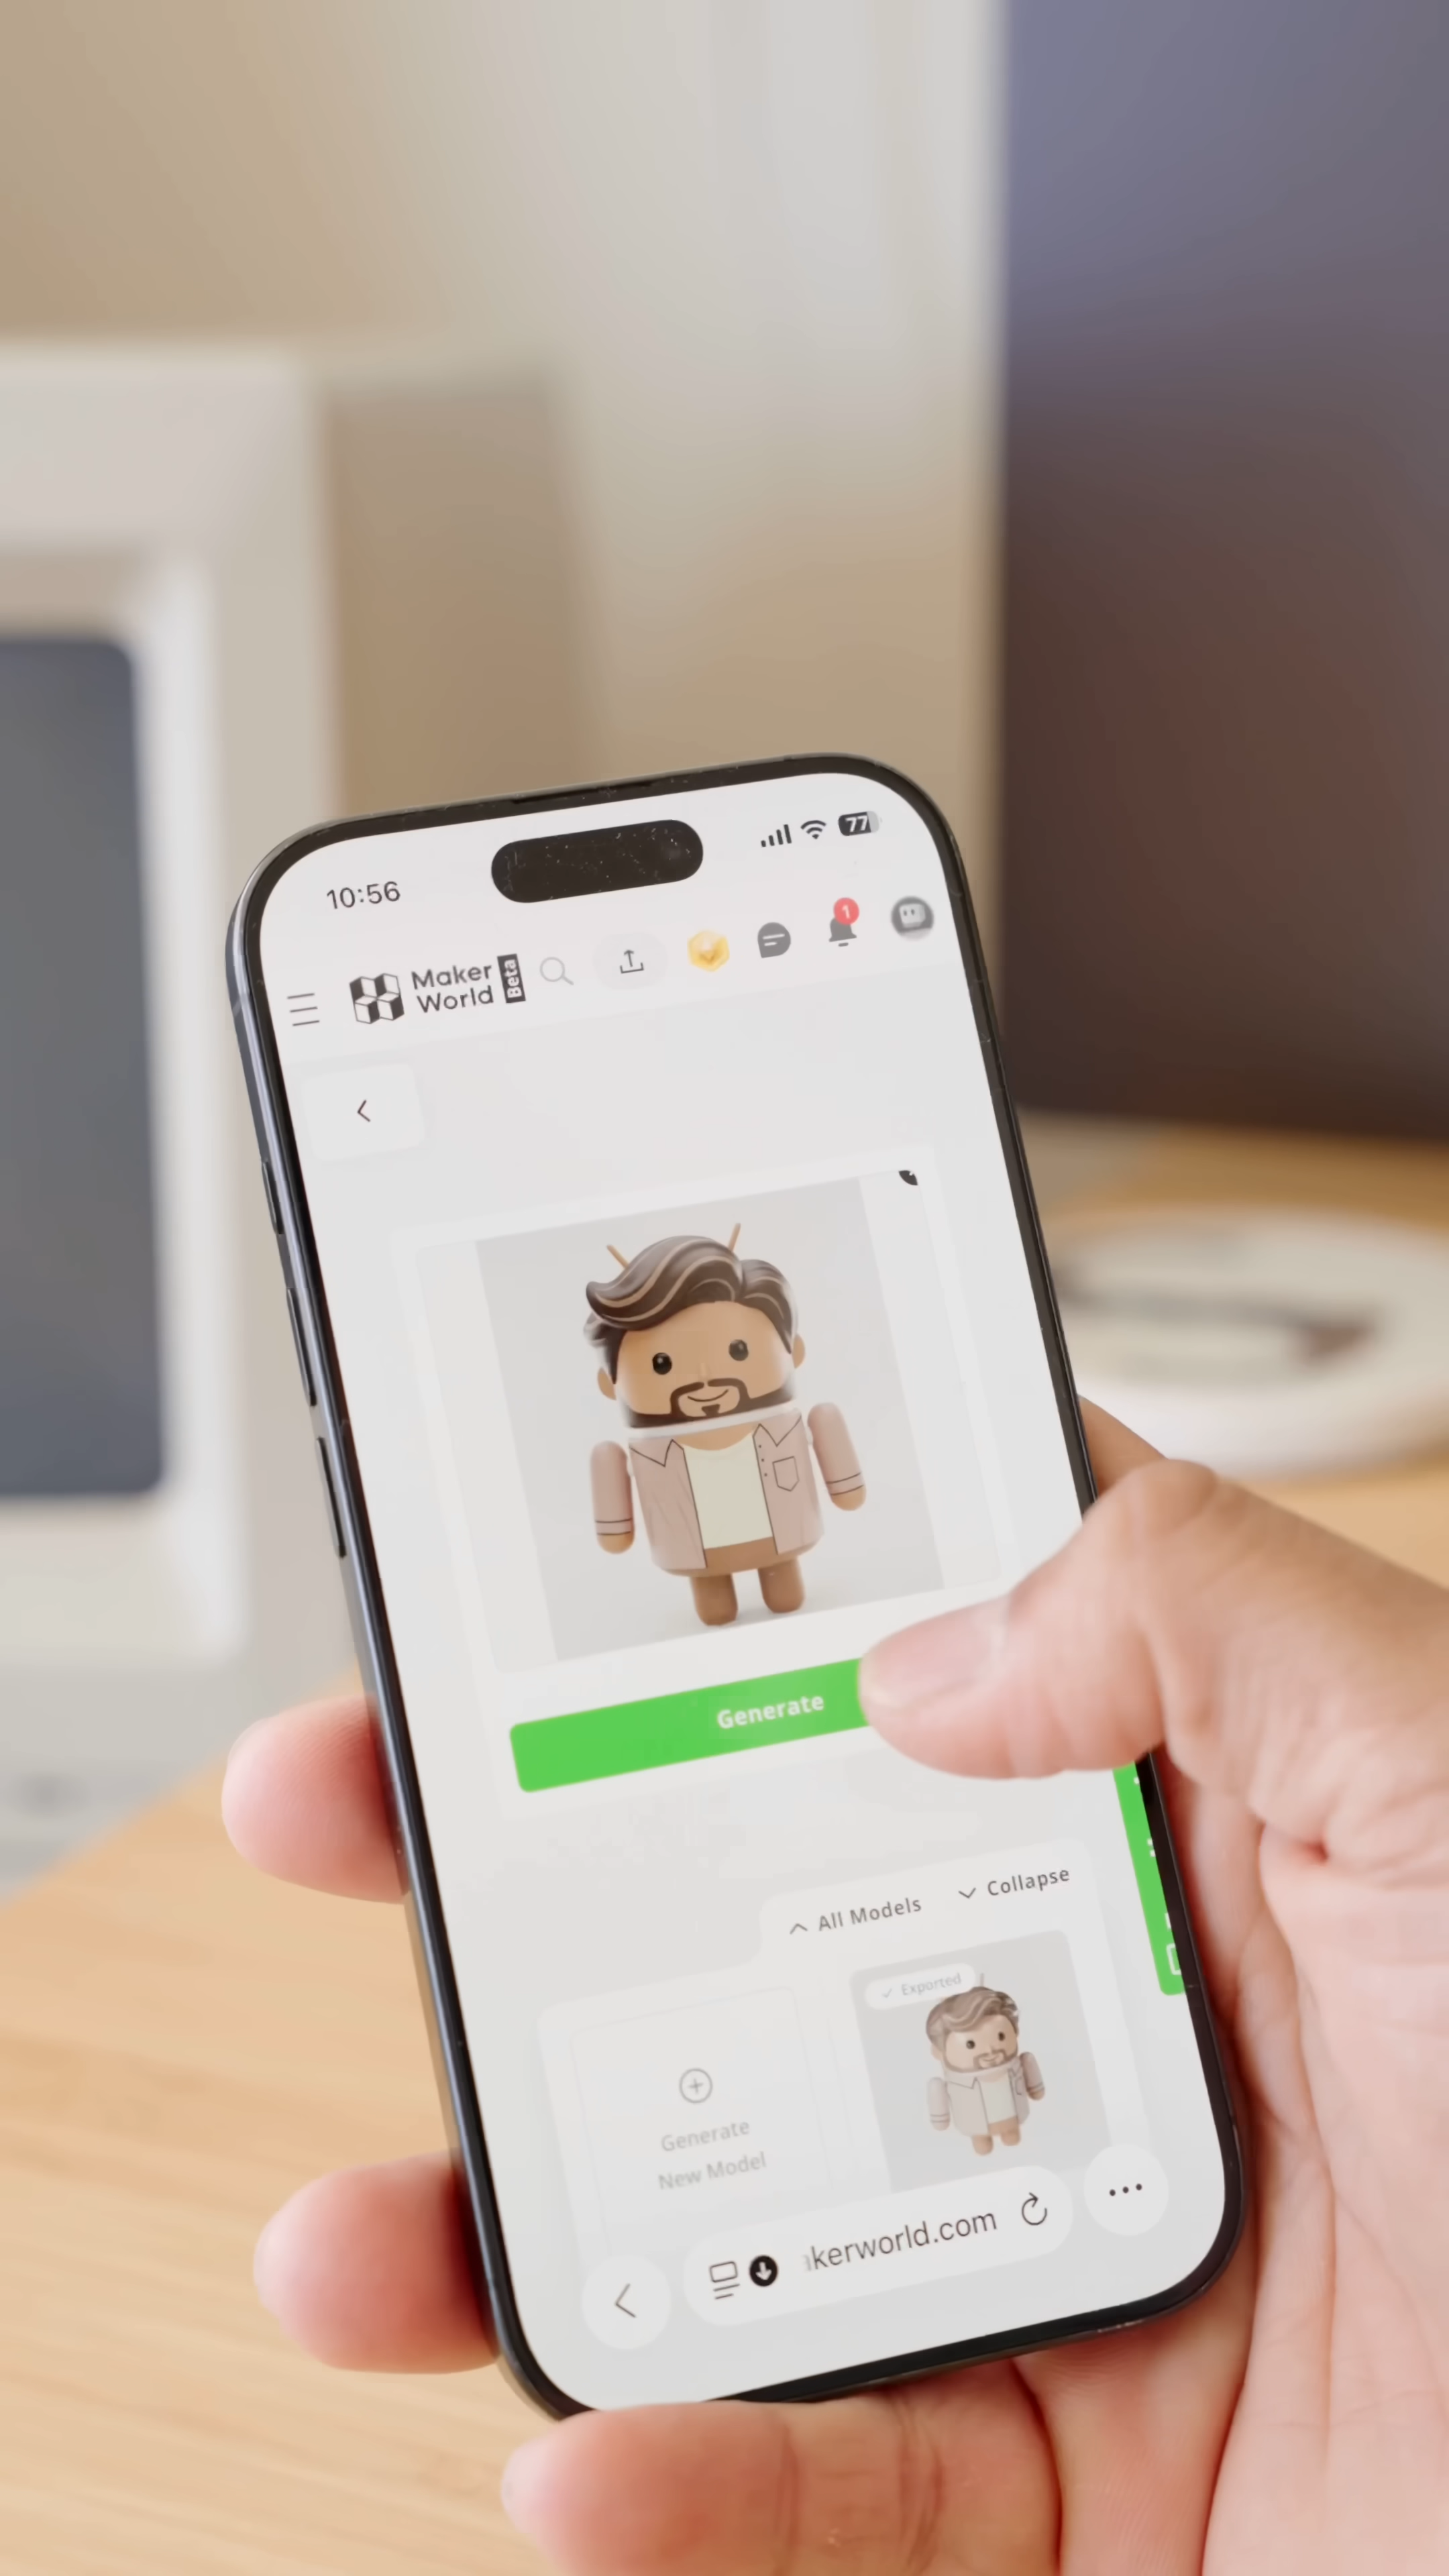 10:56
77
Maker
World
Beta
1
Generate
All Models
Collapse
Exported
Generate
New Model
kerworld.com